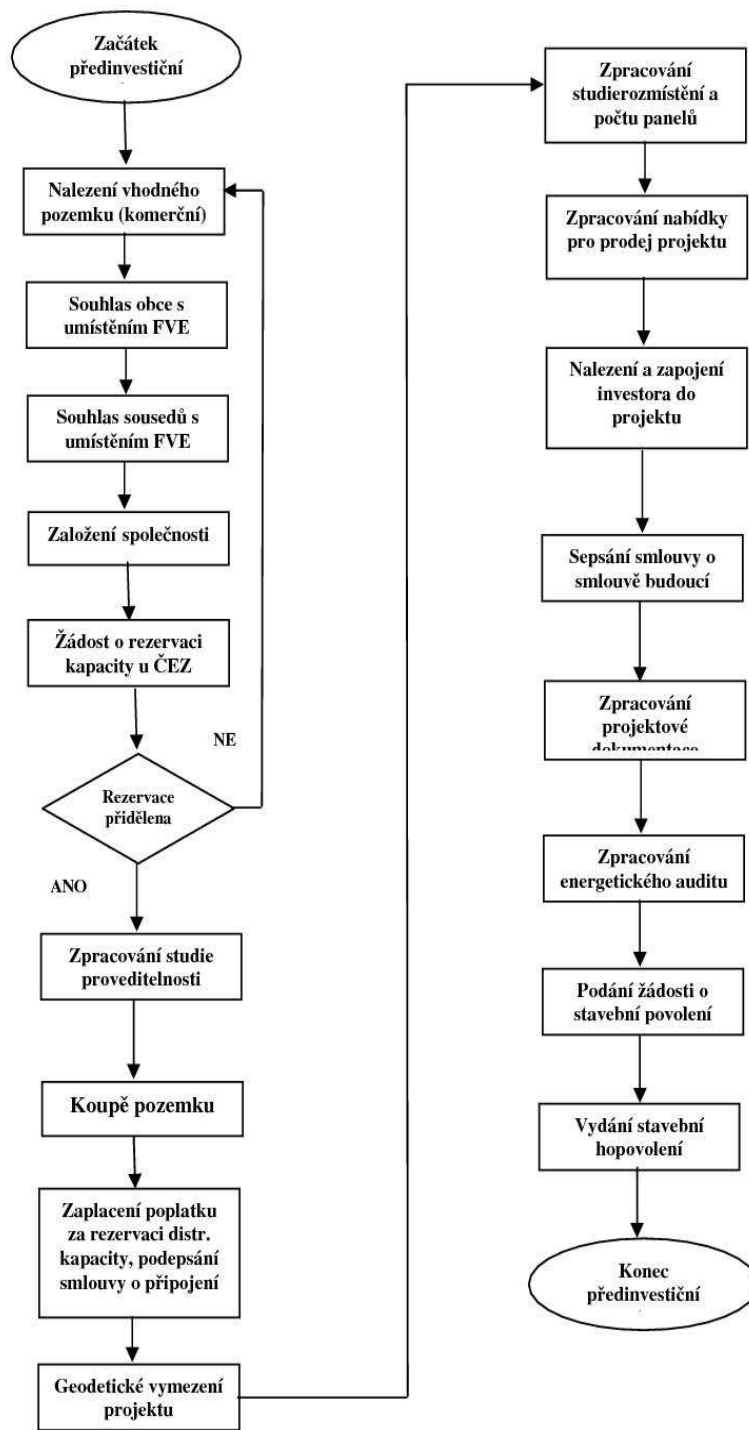 Začátek
předinvestiční
Nalezení vhodného
pozemku (komerční)
Souhlas obce s
umístěním FVE
Souhlas sousedů s
umístěním FVE
Založení společnosti
Žádost o rezervaci
kapacity u ČEZ
NE
Rezervace
přidělena
ANO
Zpracování studie
proveditelnosti
Koupě pozemku
Zaplacení poplatku
za rezervaci distr.
kapacity, podepsání
smlouvy o připojení
Geodetické vymezení
projektu
Zpracování
studierozmístění a
počtu panelů
Zpracování nabídky
pro prodej projektu
Nalezení a zapojení
investora do
projektu
Sepsání smlouvy o
smlouvě budoucí
Zpracování
projektové
dokumentace
Zpracování
energetického auditu
Podání žádosti o
stavební povolení
Vydání stavební
hopovolení
Konec
předinvestiční